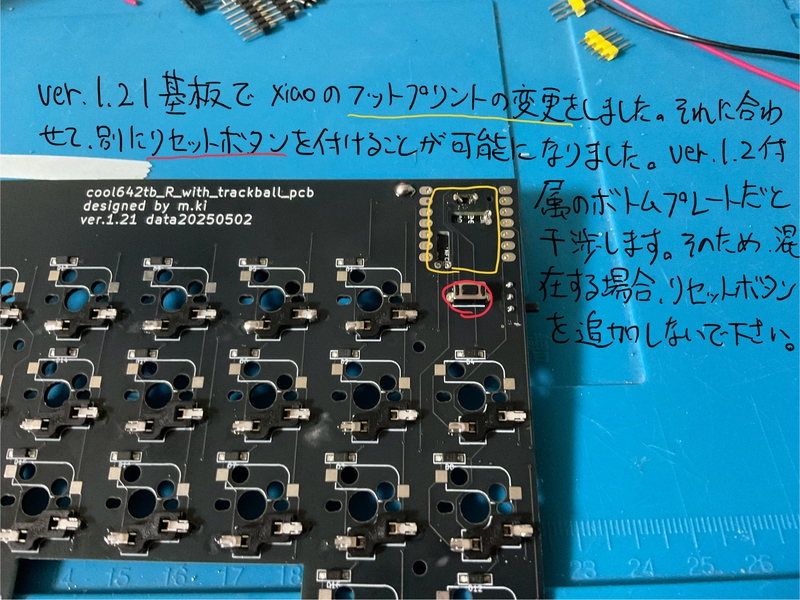 ver.1.21基板でXiaoのフットプリントの変更をしました。それに合わ
せて、別にリセットボタンを付けることが可能になりました。ver.1.2付
属のボトムプレートだと
干渉します。そのため、混
在する場合、リセットボタン
を追加しないで下さい。
cool642tb_R_with_trackball_pcb
designed by m.ki
ver.1.21 data20250502
14 15 16 17 18 23 24 25 26